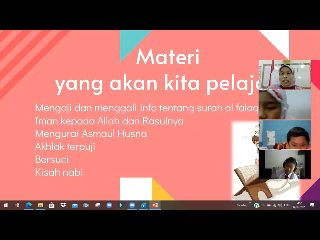 Materi
yang akan kita pelaja
Mengaji dan menggali Info tentang surah al falaq
Iman kepada Allah dan Rasulnya
Mengurai Asmaul Husna
Akhlak terpuji
Bersuci
Kisah nabi